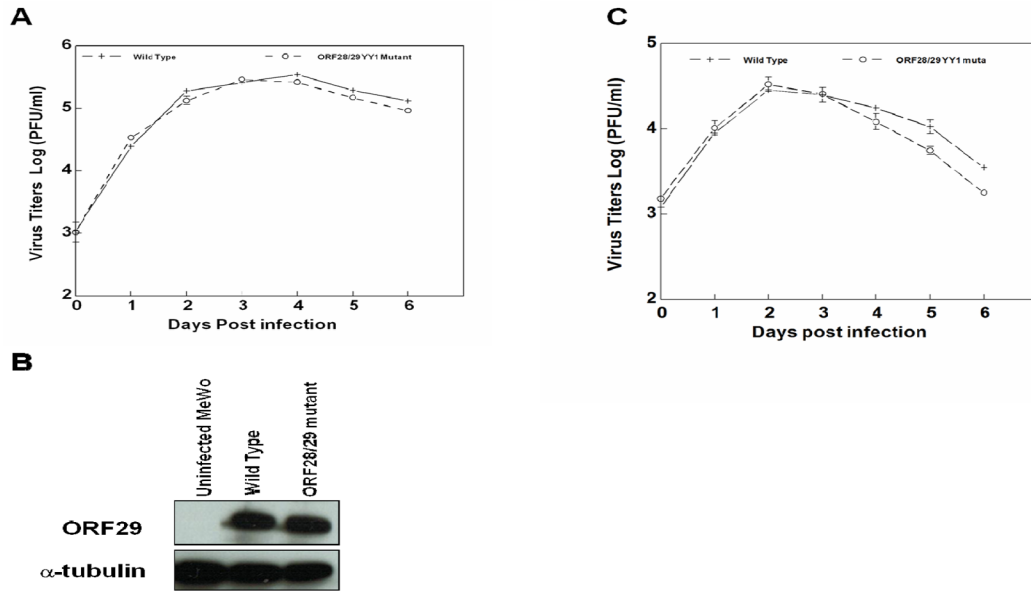 A
6
5
4
3
2
Virus Titers Log (PFU/ml)
Wild Type
ORF28/29YY1 Mutant
0 1 2 3 4 5 6
Days Post infection
C
5
4
3
2
Virus Titers Log (PFU/ml)
Wild Type
ORF28/29YY1 muta
0 1 2 3 4 5 6
Days post infection
B
Uninfected MeWo
Wild Type
ORF28/29 mutant
ORF29
α-tubulin